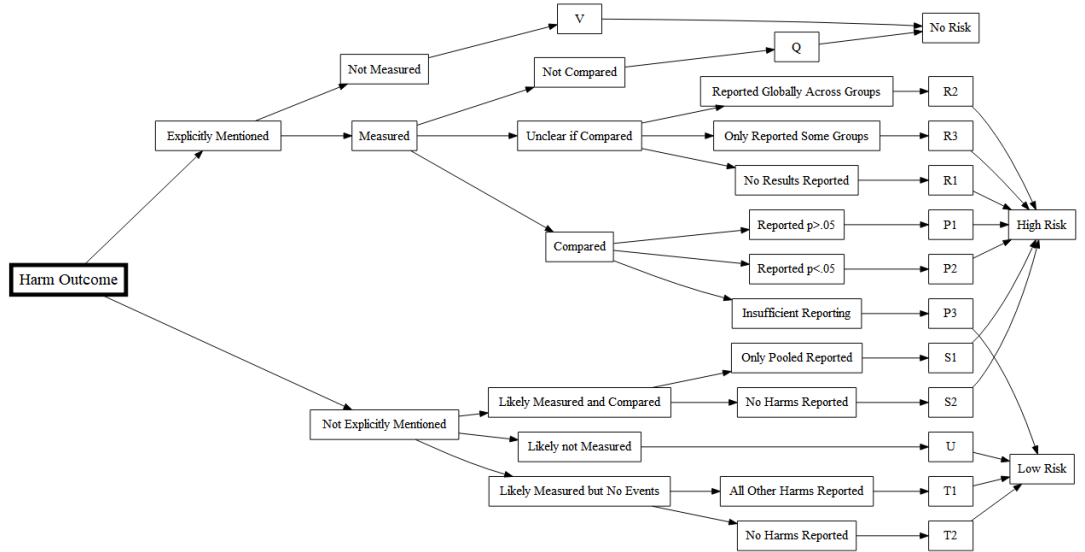 V
No Risk
Not Measured
Q
Not Compared
Reported Globally Across Groups
R2
Explicitly Mentioned
Measured
Unclear if Compared
Only Reported Some Groups
R3
No Results Reported
R1
Reported p>.05
P1
High Risk
Compared
Reported p<.05
P2
Harm Outcome
Insufficient Reporting
P3
Only Pooled Reported
S1
Likely Measured and Compared
No Harms Reported
S2
Not Explicitly Mentioned
Likely not Measured
U
Low Risk
Likely Measured but No Events
All Other Harms Reported
T1
No Harms Reported
T2